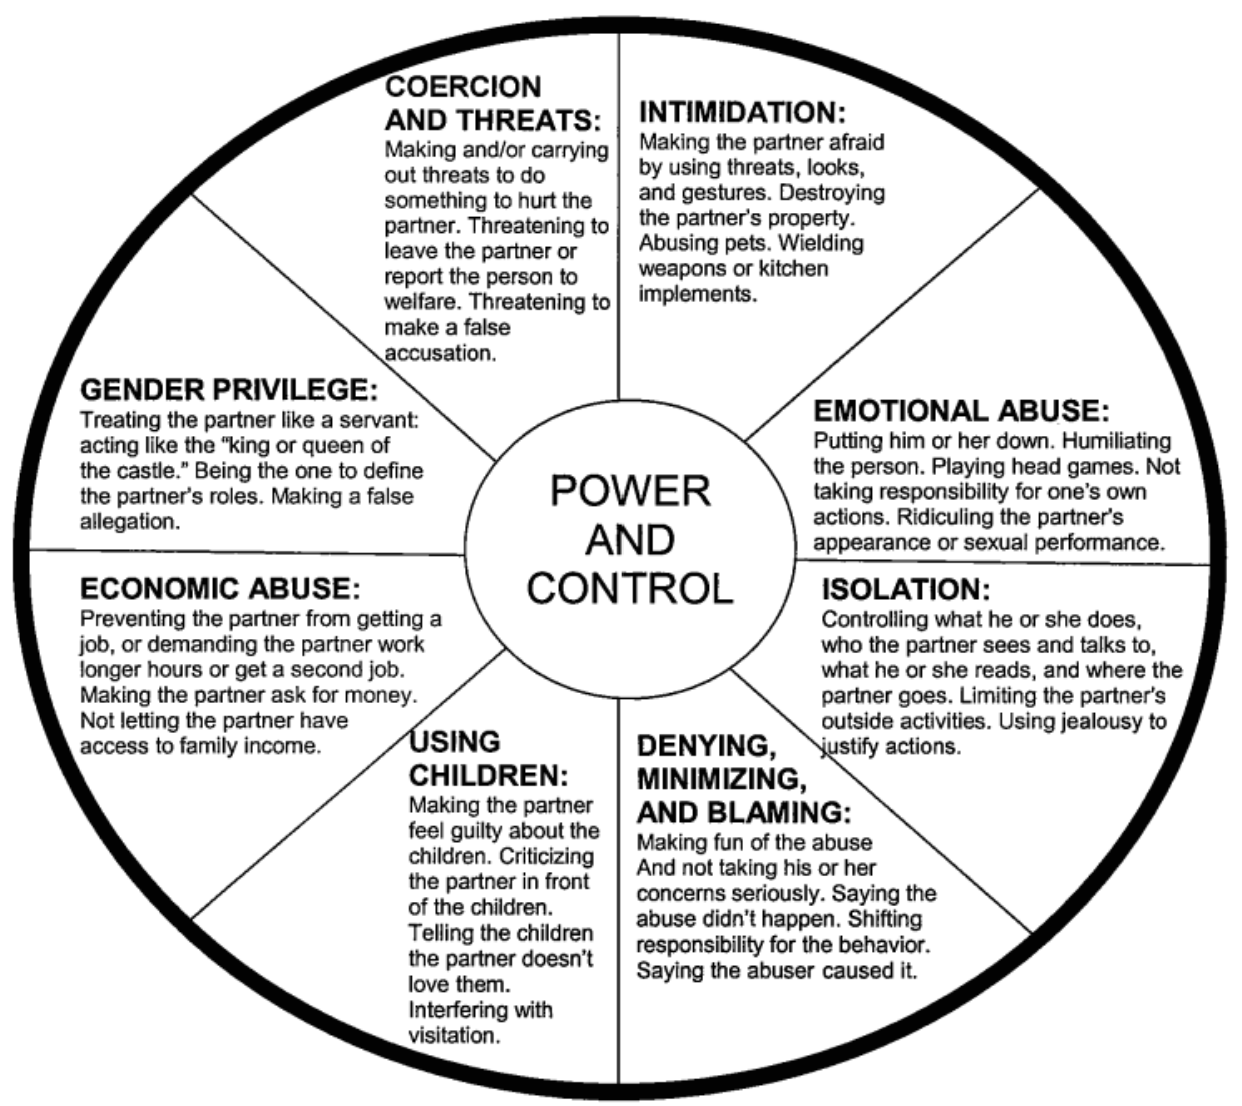 COERCION
AND THREATS:
Making and/or carrying
out threats to do
something to hurt the
partner. Threatening to
leave the partner or
report the person to
welfare. Threatening to
make a false
accusation.
INTIMIDATION:
Making the partner afraid
by using threats, looks,
and gestures. Destroying
the partner's property.
Abusing pets. Wielding
weapons or kitchen
implements.
GENDER PRIVILEGE:
Treating the partner like a servant:
acting like the “king or queen of
the castle.” Being the one to define
the partner's roles. Making a false
allegation.
POWER
AND
CONTROL
EMOTIONAL ABUSE:
Putting him or her down. Humiliating
the person. Playing head games. Not
taking responsibility for one's own
actions. Ridiculing the partner's
appearance or sexual performance.
ECONOMIC ABUSE:
Preventing the partner from getting a
job, or demanding the partner work
longer hours or get a second job.
Making the partner ask for money.
Not letting the partner have
access to family income.
ISOLATION:
Controlling what he or she does,
who the partner sees and talks to,
what he or she reads, and where the
partner goes. Limiting the partner's
outside activities. Using jealousy to
justify actions.
USING
CHILDREN:
Making the partner
feel guilty about the
children. Criticizing
the partner in front
of the children.
Telling the children
the partner doesn't
love them.
Interfering with
visitation.
DENYING,
MINIMIZING,
AND BLAMING:
Making fun of the abuse
And not taking his or her
concerns seriously. Saying the
abuse didn't happen. Shifting
responsibility for the behavior.
Saying the abuser caused it.